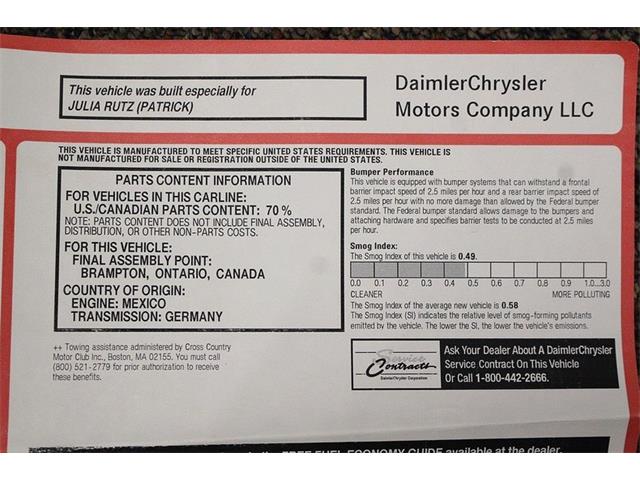 This vehicle was built especially for
JULIA RUTZ (PATRICK)
DaimlerChrysler
Motors Company LLC
THIS VEHICLE IS MANUFACTURED TO MEET SPECIFIC UNITED STATES REQUIREMENTS. THIS VEHICLE IS
NOT MANUFACTURED FOR SALE OR REGISTRATION OUTSIDE OF THE UNITED STATES.
PARTS CONTENT INFORMATION
FOR VEHICLES IN THIS CARLINE:
U.S./CANADIAN PARTS CONTENT: 70 %
NOTE: PARTS CONTENT DOES NOT INCLUDE FINAL ASSEMBLY,
DISTRIBUTION, OR OTHER NON-PARTS COSTS.
FOR THIS VEHICLE:
FINAL ASSEMBLY POINT:
BRAMPTON, ONTARIO, CANADA
COUNTRY OF ORIGIN:
ENGINE: MEXICO
TRANSMISSION: GERMANY
++ Towing assistance administered by Cross Country
Motor Club Inc., Boston, MA 02155. You must call
(800) 521-2779 for prior authorization to receive
these benefits.
Bumper Performance
This vehicle is equipped with bumper systems that can withstand a frontal
barrier impact speed of 2.5 miles per hour and a rear barrier impact speed of
2.5 miles per hour with no more damage than allowed by the Federal bumper
standard. The Federal bumper standard allows damage to the bumpers and
attaching hardware and specifies barrier tests to be conducted at 2.5 miles
per hour.
Smog Index:
The Smog Index of this vehicle is 0.49.
0.0 0.1 0.2 0.3 0.4 0.5 0.6 0.7 0.8 0.9 1.0...3.0
CLEANER MORE POLLUTING
The Smog Index of the average new vehicle is 0.58
The Smog Index (SI) indicates the relative level of smog-forming pollutants
emitted by the vehicle. The lower the SI, the lower the vehicle's emissions.
Service
Contracts
DaimlerChrysler Corporation
Ask Your Dealer About A DaimlerChrysler
Service Contract On This Vehicle
Or Call 1-800-442-2666.
FREE FUEL ECONOMY GUIDE available at the dealer.